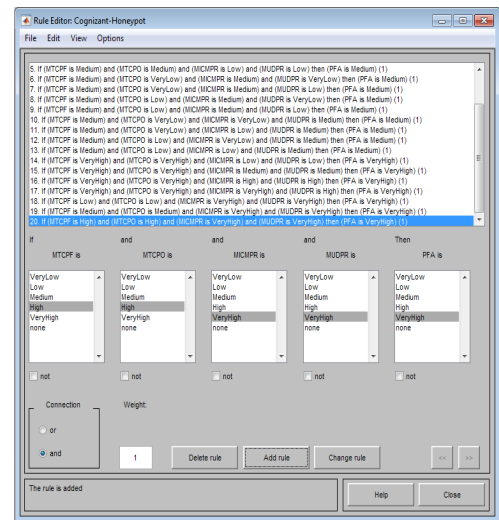 Rule Editor: Cognizant-Honeypot
File Edit View Options
5. If (MTCPF is Medium) and (MTCPO is Medium) and (MICMPR is Low) and (MUDPR is Low) then (PFA is Medium) (1)
6. If (MTCPF is Medium) and (MTCPO is VeryLow) and (MICMPR is Medium) and (MUDPR is VeryLow) then (PFA is Medium) (1)
7. If (MTCPF is Medium) and (MTCPO is VeryLow) and (MICMPR is Medium) and (MUDPR is Low) then (PFA is Medium) (1)
8. If (MTCPF is Medium) and (MTCPO is Low) and (MICMPR is Medium) and (MUDPR is VeryLow) then (PFA is Medium) (1)
9. If (MTCPF is Medium) and (MTCPO is Low) and (MICMPR is Medium) and (MUDPR is Low) then (PFA is Medium) (1)
10. If (MTCPF is Medium) and (MTCPO is VeryLow) and (MICMPR is VeryLow) and (MUDPR is Medium) then (PFA is Medium) (1)
11. If (MTCPF is Medium) and (MTCPO is VeryLow) and (MICMPR is Low) and (MUDPR is Medium) then (PFA is Medium) (1)
12. If (MTCPF is Medium) and (MTCPO is Low) and (MICMPR is Low) and (MUDPR is Medium) then (PFA is Medium) (1)
13. If (MTCPF is Medium) and (MTCPO is Medium) and (MICMPR is Low) and (MUDPR is Medium) then (PFA is Medium) (1)
14. If (MTCPF is VeryHigh) and (MTCPO is VeryHigh) and (MICMPR is Low) and (MUDPR is Low) then (PFA is VeryHigh) (1)
15. If (MTCPF is VeryHigh) and (MTCPO is VeryHigh) and (MICMPR is Medium) and (MUDPR is Medium) then (PFA is VeryHigh) (1)
16. If (MTCPF is VeryHigh) and (MTCPO is VeryHigh) and (MICMPR is High) and (MUDPR is High) then (PFA is VeryHigh) (1)
17. If (MTCPF is VeryHigh) and (MTCPO is VeryHigh) and (MICMPR is VeryHigh) and (MUDPR is High) then (PFA is VeryHigh) (1)
18. If (MTCPF is Low) and (MTCPO is Low) and (MICMPR is VeryHigh) and (MUDPR is VeryHigh) then (PFA is VeryHigh) (1)
19. If (MTCPF is Medium) and (MTCPO is Medium) and (MICMPR is VeryHigh) and (MUDPR is VeryHigh) then (PFA is VeryHigh) (1)
20. If (MTCPF is High) and (MTCPO is High) and (MICMPR is VeryHigh) and (MUDPR is VeryHigh) then (PFA is VeryHigh) (1)
If and and and Then
MTCPF is MTCPO is MICMPR is MUDPR is PFA is
VeryLow VeryLow VeryLow VeryLow VeryLow
Low Low Low Low Low
Medium Medium Medium Medium Medium
High High High High High
VeryHigh VeryHigh VeryHigh VeryHigh VeryHigh
none none none none none
not not not not not
Connection Weight:
or
and 1 Delete rule Add rule Change rule << >>
The rule is added Help Close